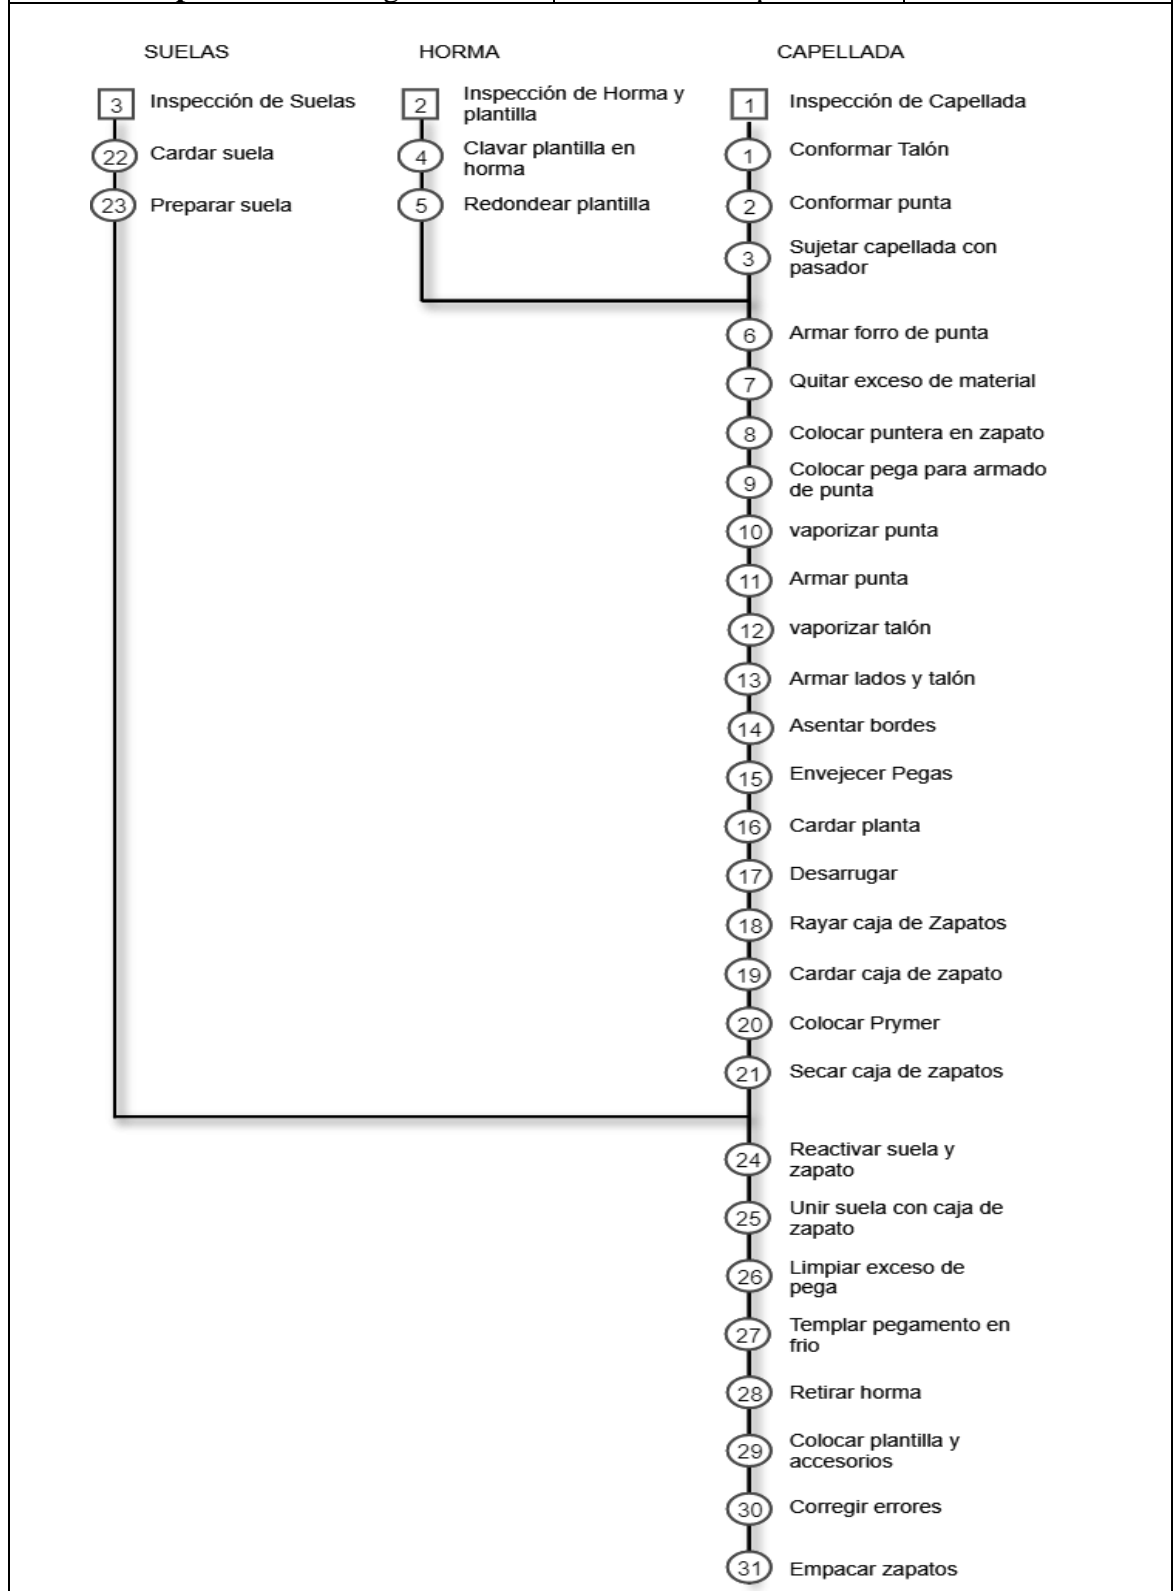 SUELAS HORMA CAPELLADA
3 Inspección de Suelas
22 Cardar suela
23 Preparar suela
2 Inspección de Horma y
plantilla
4 Clavar plantilla en
horma
5 Redondear plantilla
1 Inspección de Capellada
1 Conformar Talón
2 Conformar punta
3 Sujetar capellada con
pasador
6 Armar forro de punta
7 Quitar exceso de material
8 Colocar puntera en zapato
9 Colocar pega para armado
de punta
10 vaporizar punta
11 Armar punta
12 vaporizar talón
13 Armar lados y talón
14 Asentar bordes
15 Envejecer Pegas
16 Cardar planta
17 Desarrugar
18 Rayar caja de Zapatos
19 Cardar caja de zapato
20 Colocar Prymer
21 Secar caja de zapatos
24 Reactivar suela y
zapato
25 Unir suela con caja de
zapato
26 Limpiar exceso de
pega
27 Templar pegamento en
frio
28 Retirar horma
29 Colocar plantilla y
accesorios
30 Corregir errores
31 Empacar zapatos